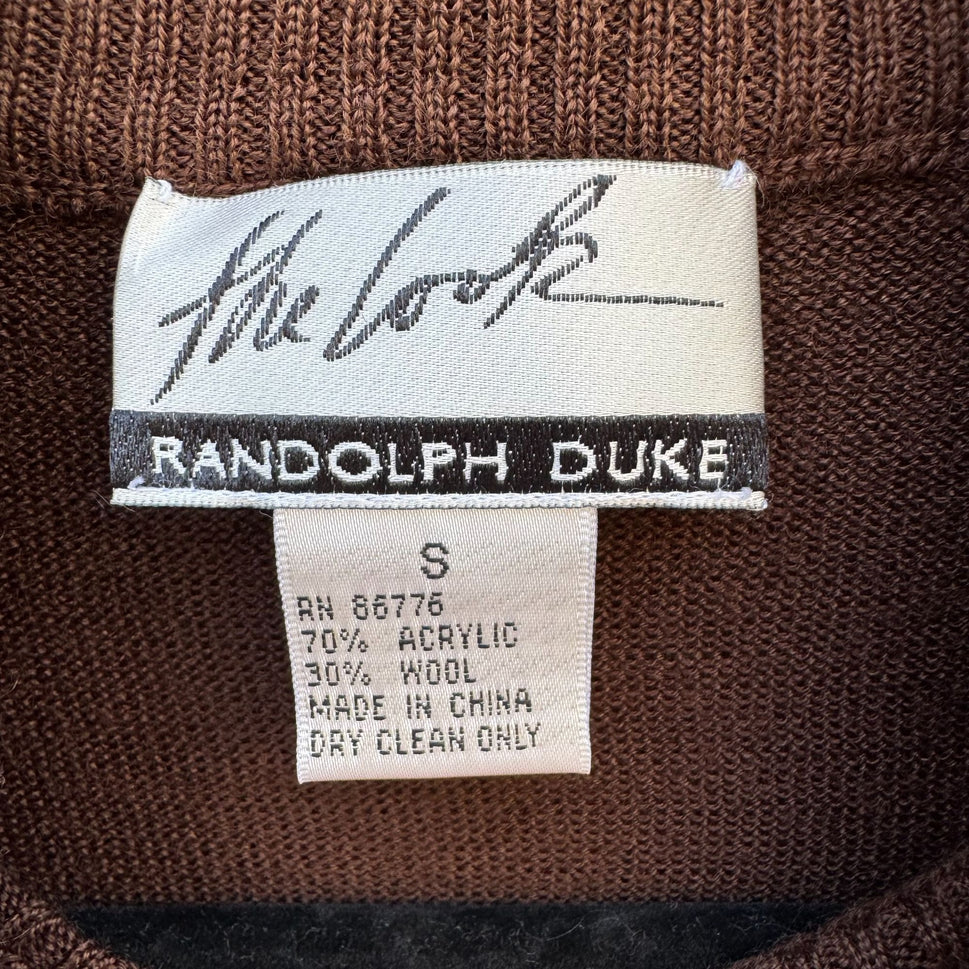 the look
RANDOLPH DUKE
S
RN 86776
70% ACRYLIC
30% WOOL
MADE IN CHINA
DRY CLEAN ONLY